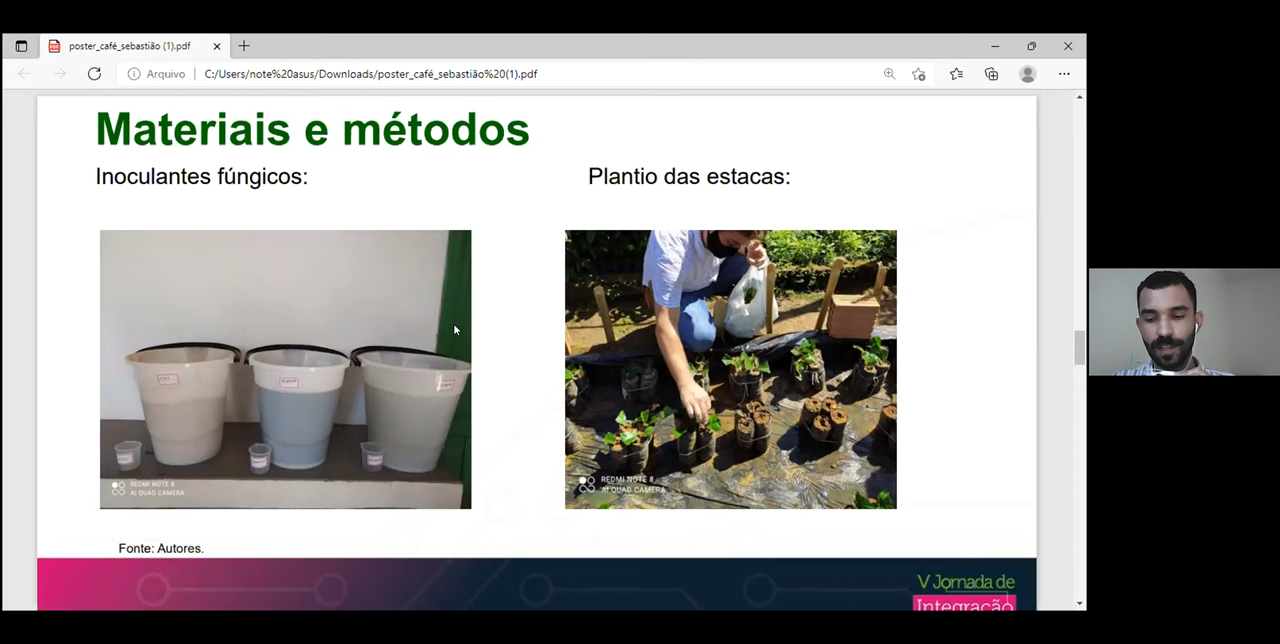 poster_café_sebastião (1).pdf
Arquivo
C:/Users/note%20asus/Downloads/poster_café_sebastião%20(1).pdf
Materiais e métodos
Inoculantes fúngicos:
Plantio das estacas:
REDMI NOTE 8
AI QUAD CAMERA
REDMI NOTE 8
AI QUAD CAMERA
Fonte: Autores.
V Jornada de
Integração